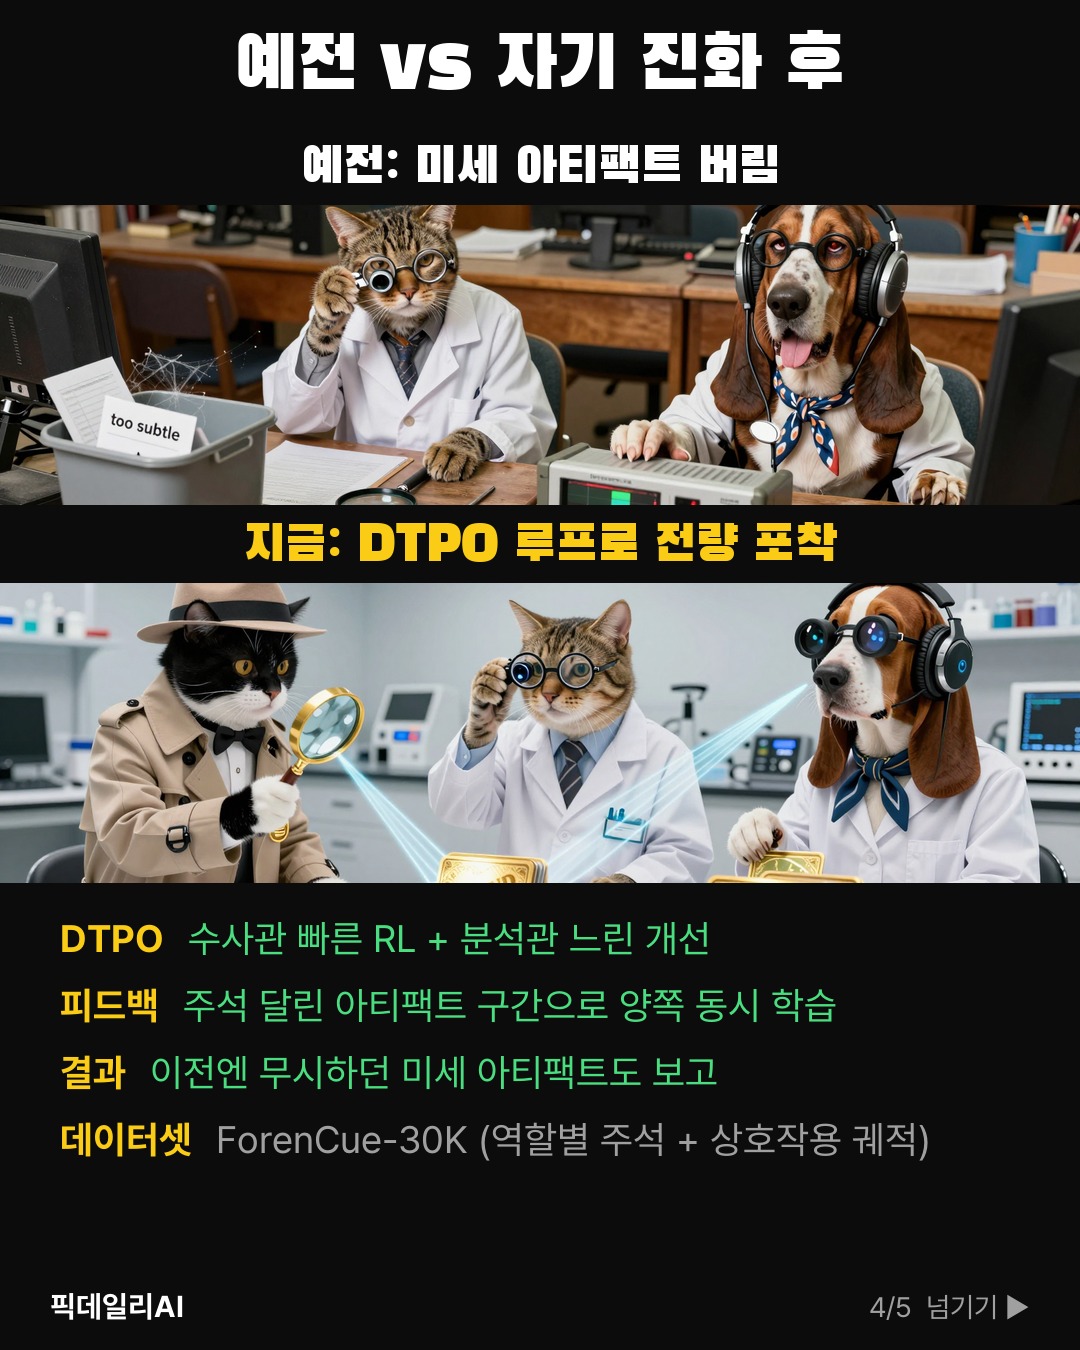 예전 vs 자기 진화 후
예전: 미세 아티팩트 버림
too subtle
지금: DTPO 루프로 전량 포착
DTPO 수사관 빠른 RL + 분석관 느린 개선
피드백 주석 달린 아티팩트 구간으로 양쪽 동시 학습
결과 이전엔 무시하던 미세 아티팩트도 보고
데이터셋 ForenCue-30K (역할별 주석 + 상호작용 궤적)
픽데일리AI
4/5 넘기기 ▶